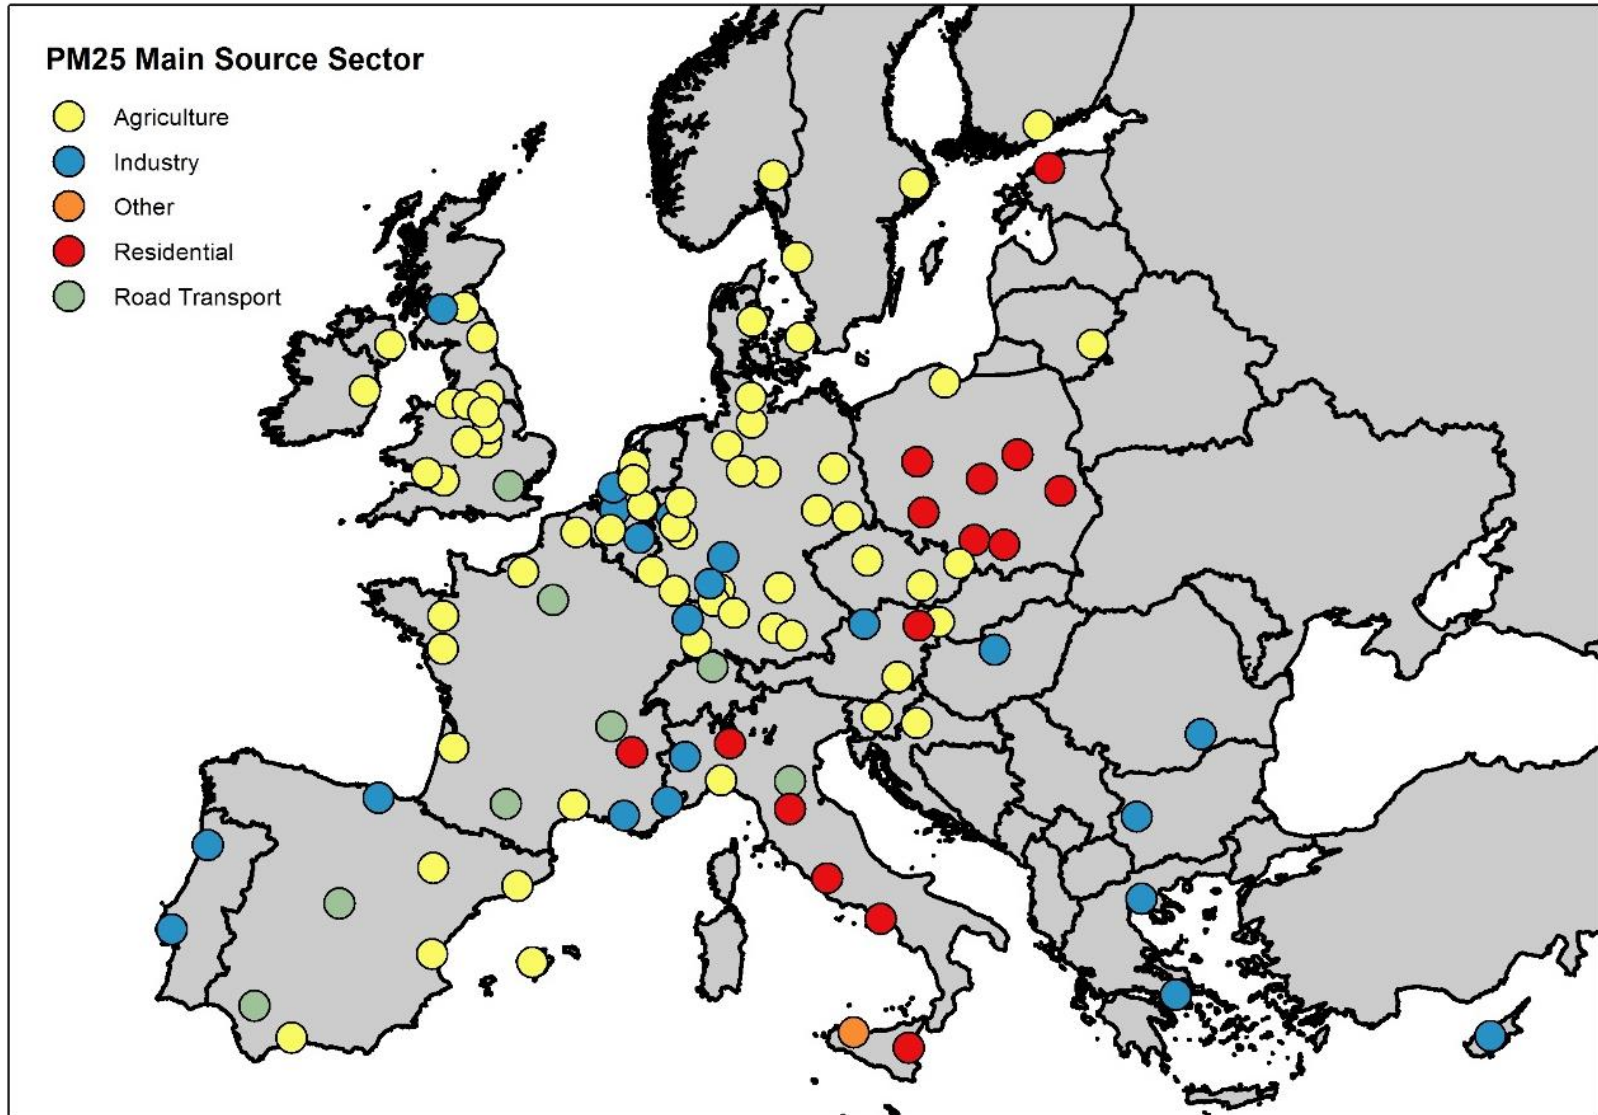 PM25 Main Source Sector
Agriculture
Industry
Other
Residential
Road Transport